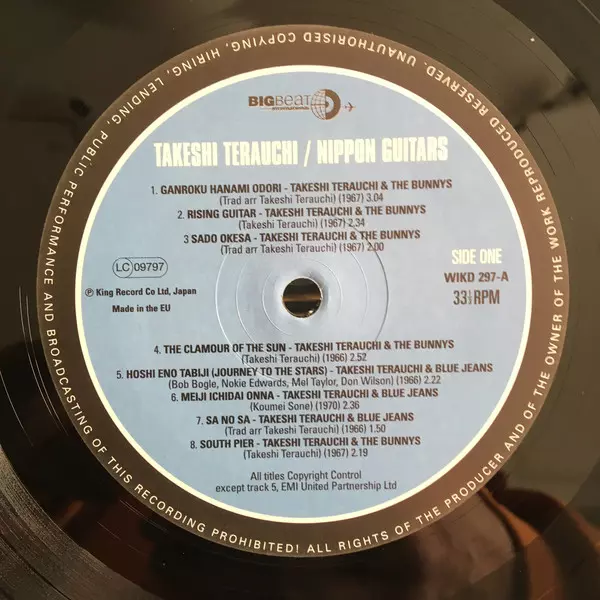 BIGBEAT
TAKESHI TERAUCHI / NIPPON GUITARS
1. GANROKU HANAMI ODORI - TAKESHI TERAUCHI & THE BUNNYS
(Trad arr Takeshi Terauchi) (1967) 3.04
2. RISING GUITAR - TAKESHI TERAUCHI & THE BUNNYS
(Takeshi Terauchi) (1967) 2.34
3 SADO OKESA - TAKESHI TERAUCHI & THE BUNNYS
(Trad arr Takeshi Terauchi) (1967) 2.00
SIDE ONE
WIKD 297-A
33⅓RPM
LC 09797
℗ King Record Co Ltd, Japan
Made in the EU
4. THE CLAMOUR OF THE SUN - TAKESHI TERAUCHI & THE BUNNYS
(Takeshi Terauchi) (1966) 2.52
5. HOSHI ENO TABIJI (JOURNEY TO THE STARS) - TAKESHI TERAUCHI & BLUE JEANS
(Bob Bogle, Nokie Edwards, Mel Taylor, Don Wilson) (1966) 2.22
6. MEIJI ICHIDAI ONNA - TAKESHI TERAUCHI & BLUE JEANS
(Koumei Sone) (1970) 2.36
7. SA NO SA - TAKESHI TERAUCHI & BLUE JEANS
(Trad arr Takeshi Terauchi) (1966) 1.50
8. SOUTH PIER - TAKESHI TERAUCHI & THE BUNNYS
(Takeshi Terauchi) (1967) 2.19
All titles Copyright Control
except track 5, EMI United Partnership Ltd
ALL RIGHTS OF THE PRODUCER AND OF THE OWNER OF THE WORK REPRODUCED RESERVED. UNAUTHORISED COPYING, HIRING, LENDING, PUBLIC PERFORMANCE AND BROADCASTING OF THIS RECORDING PROHIBITED!